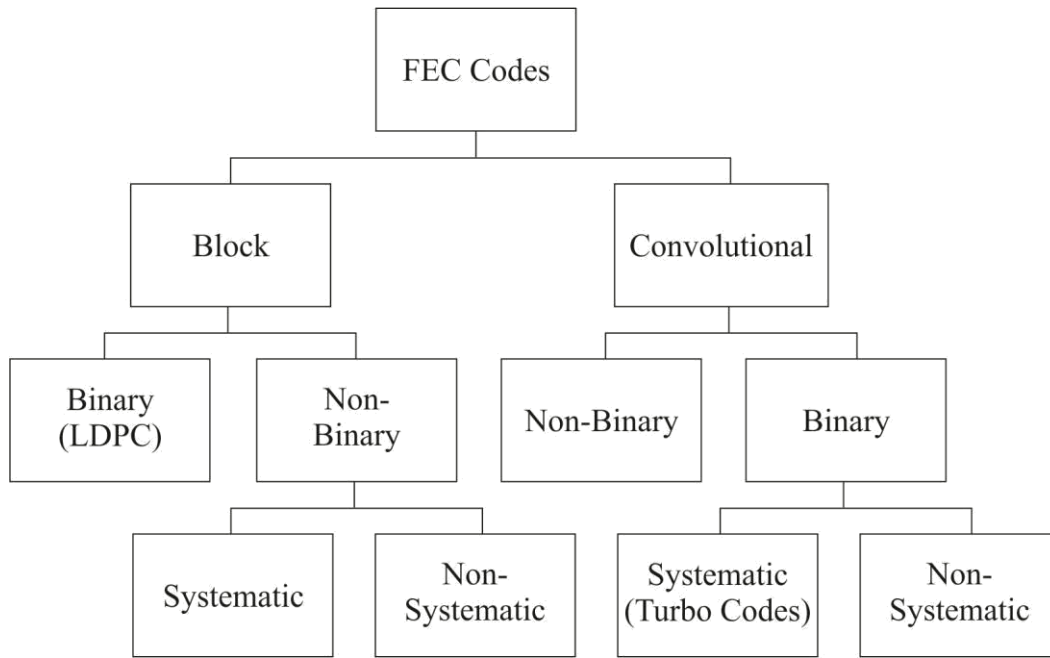 FEC Codes
Block
Convolutional
Binary
(LDPC)
Non-
Binary
Non-Binary
Binary
Systematic
Non-
Systematic
Systematic
(Turbo Codes)
Non-
Systematic